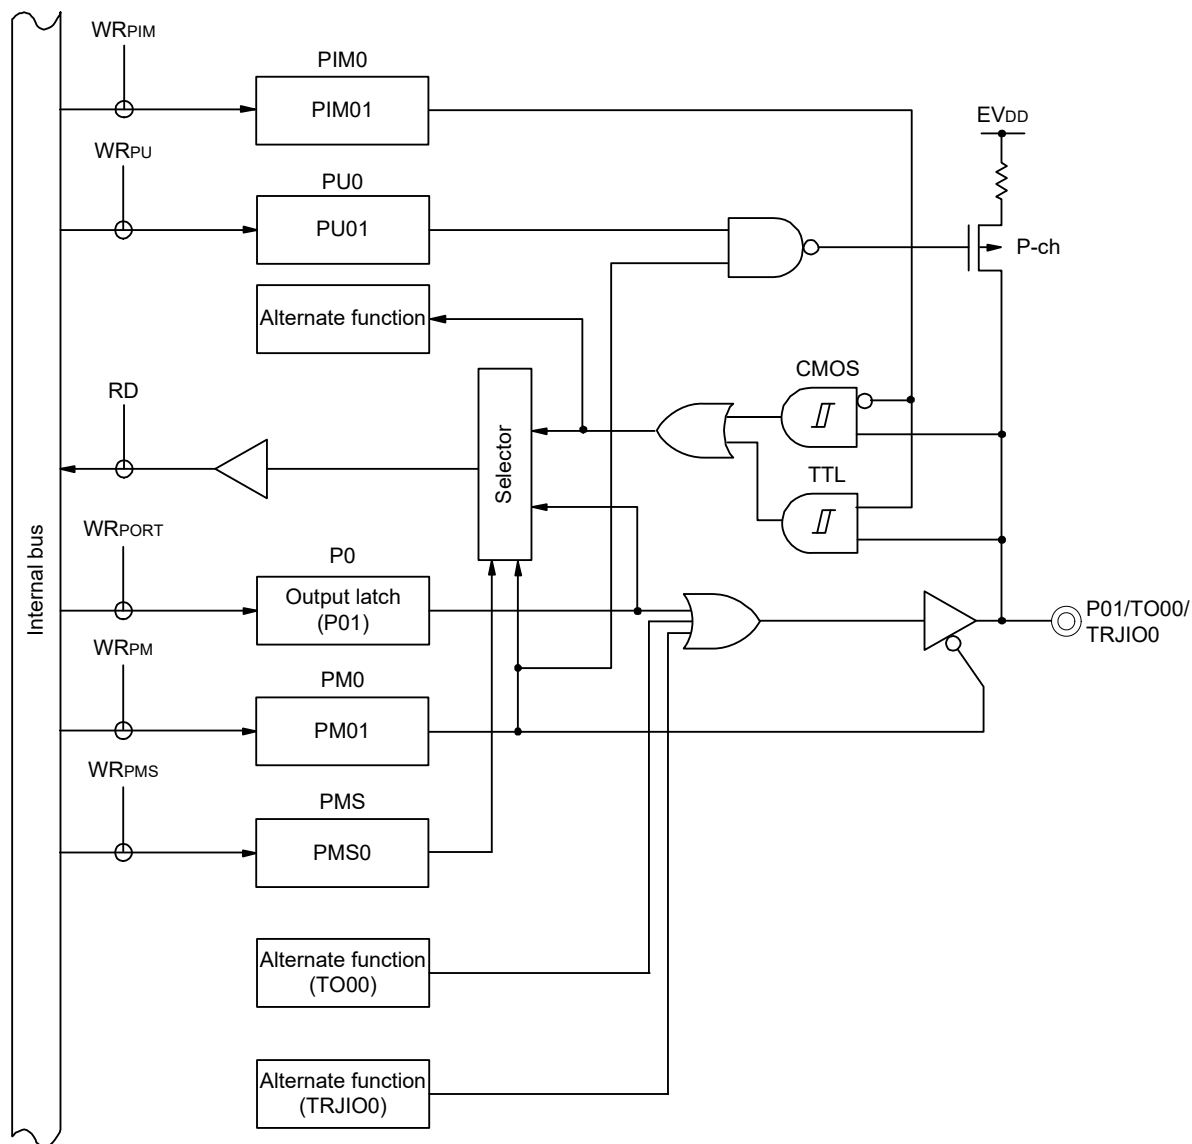 WRPIM
PIM0
PIM01
EVDD
WRPU
PU0
PU01
P-ch
Alternate function
CMOS
RD
Selector
TTL
Internal bus
WRPORT
P0
Output latch
(P01)
P01/TO00/
TRJIO0
WRPM
PM0
PM01
WRPMS
PMS
PMS0
Alternate function
(TO00)
Alternate function
(TRJIO0)